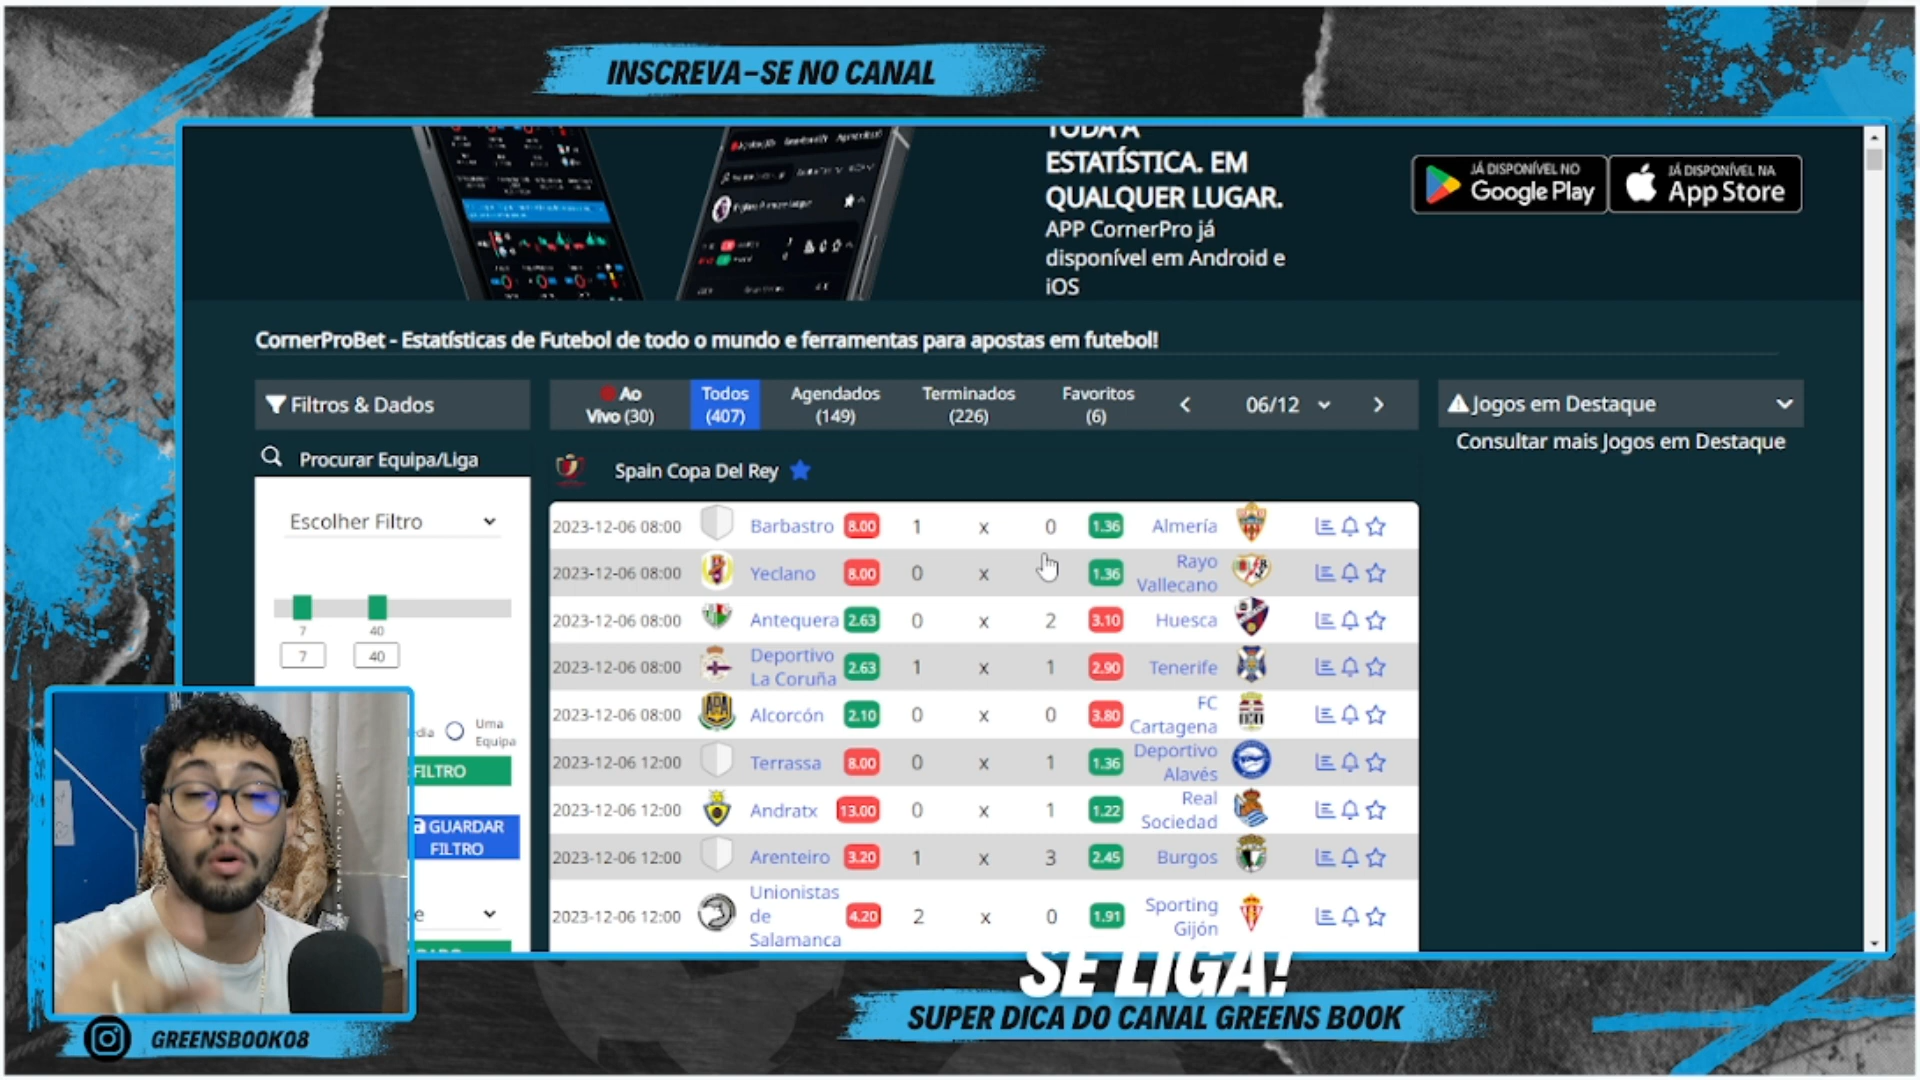 INSCREVA-SE NO CANAL
TODA A
ESTATÍSTICA. EM
QUALQUER LUGAR.
APP CornerPro já
disponível em Android e
iOS
JÁ DISPONÍVEL NO
Google Play
JÁ DISPONÍVEL NA
App Store
CornerProBet - Estatísticas de Futebol de todo o mundo e ferramentas para apostas em futebol!
Filtros & Dados
Ao
Vivo (30)
Todos
(407)
Agendados
(149)
Terminados
(226)
Favoritos
(6)
06/12
Jogos em Destaque
Consultar mais Jogos em Destaque
Procurar Equipa/Liga
Escolher Filtro
7 40
7 40
Uma
Equipa
FILTRO
GUARDAR
FILTRO
Spain Copa Del Rey
2023-12-06 08:00 Barbastro 8.00 1 x 0 1.36 Almería
2023-12-06 08:00 Yeclano 8.00 0 x 1.36 Rayo
Vallecano
2023-12-06 08:00 Antequera 2.63 0 x 2 3.10 Huesca
2023-12-06 08:00 Deportivo
La Coruña 2.63 1 x 1 2.90 Tenerife
2023-12-06 08:00 Alcorcón 2.10 0 x 0 3.80 FC
Cartagena
2023-12-06 12:00 Terrassa 8.00 0 x 1 1.36 Deportivo
Alavés
2023-12-06 12:00 Andratx 13.00 0 x 1 1.22 Real
Sociedad
2023-12-06 12:00 Arenteiro 3.20 1 x 3 2.45 Burgos
2023-12-06 12:00 Unionistas
de
Salamanca 4.20 2 x 0 1.91 Sporting
Gijón
SE LIGA!
SUPER DICA DO CANAL GREENS BOOK
GREENSBOOK08